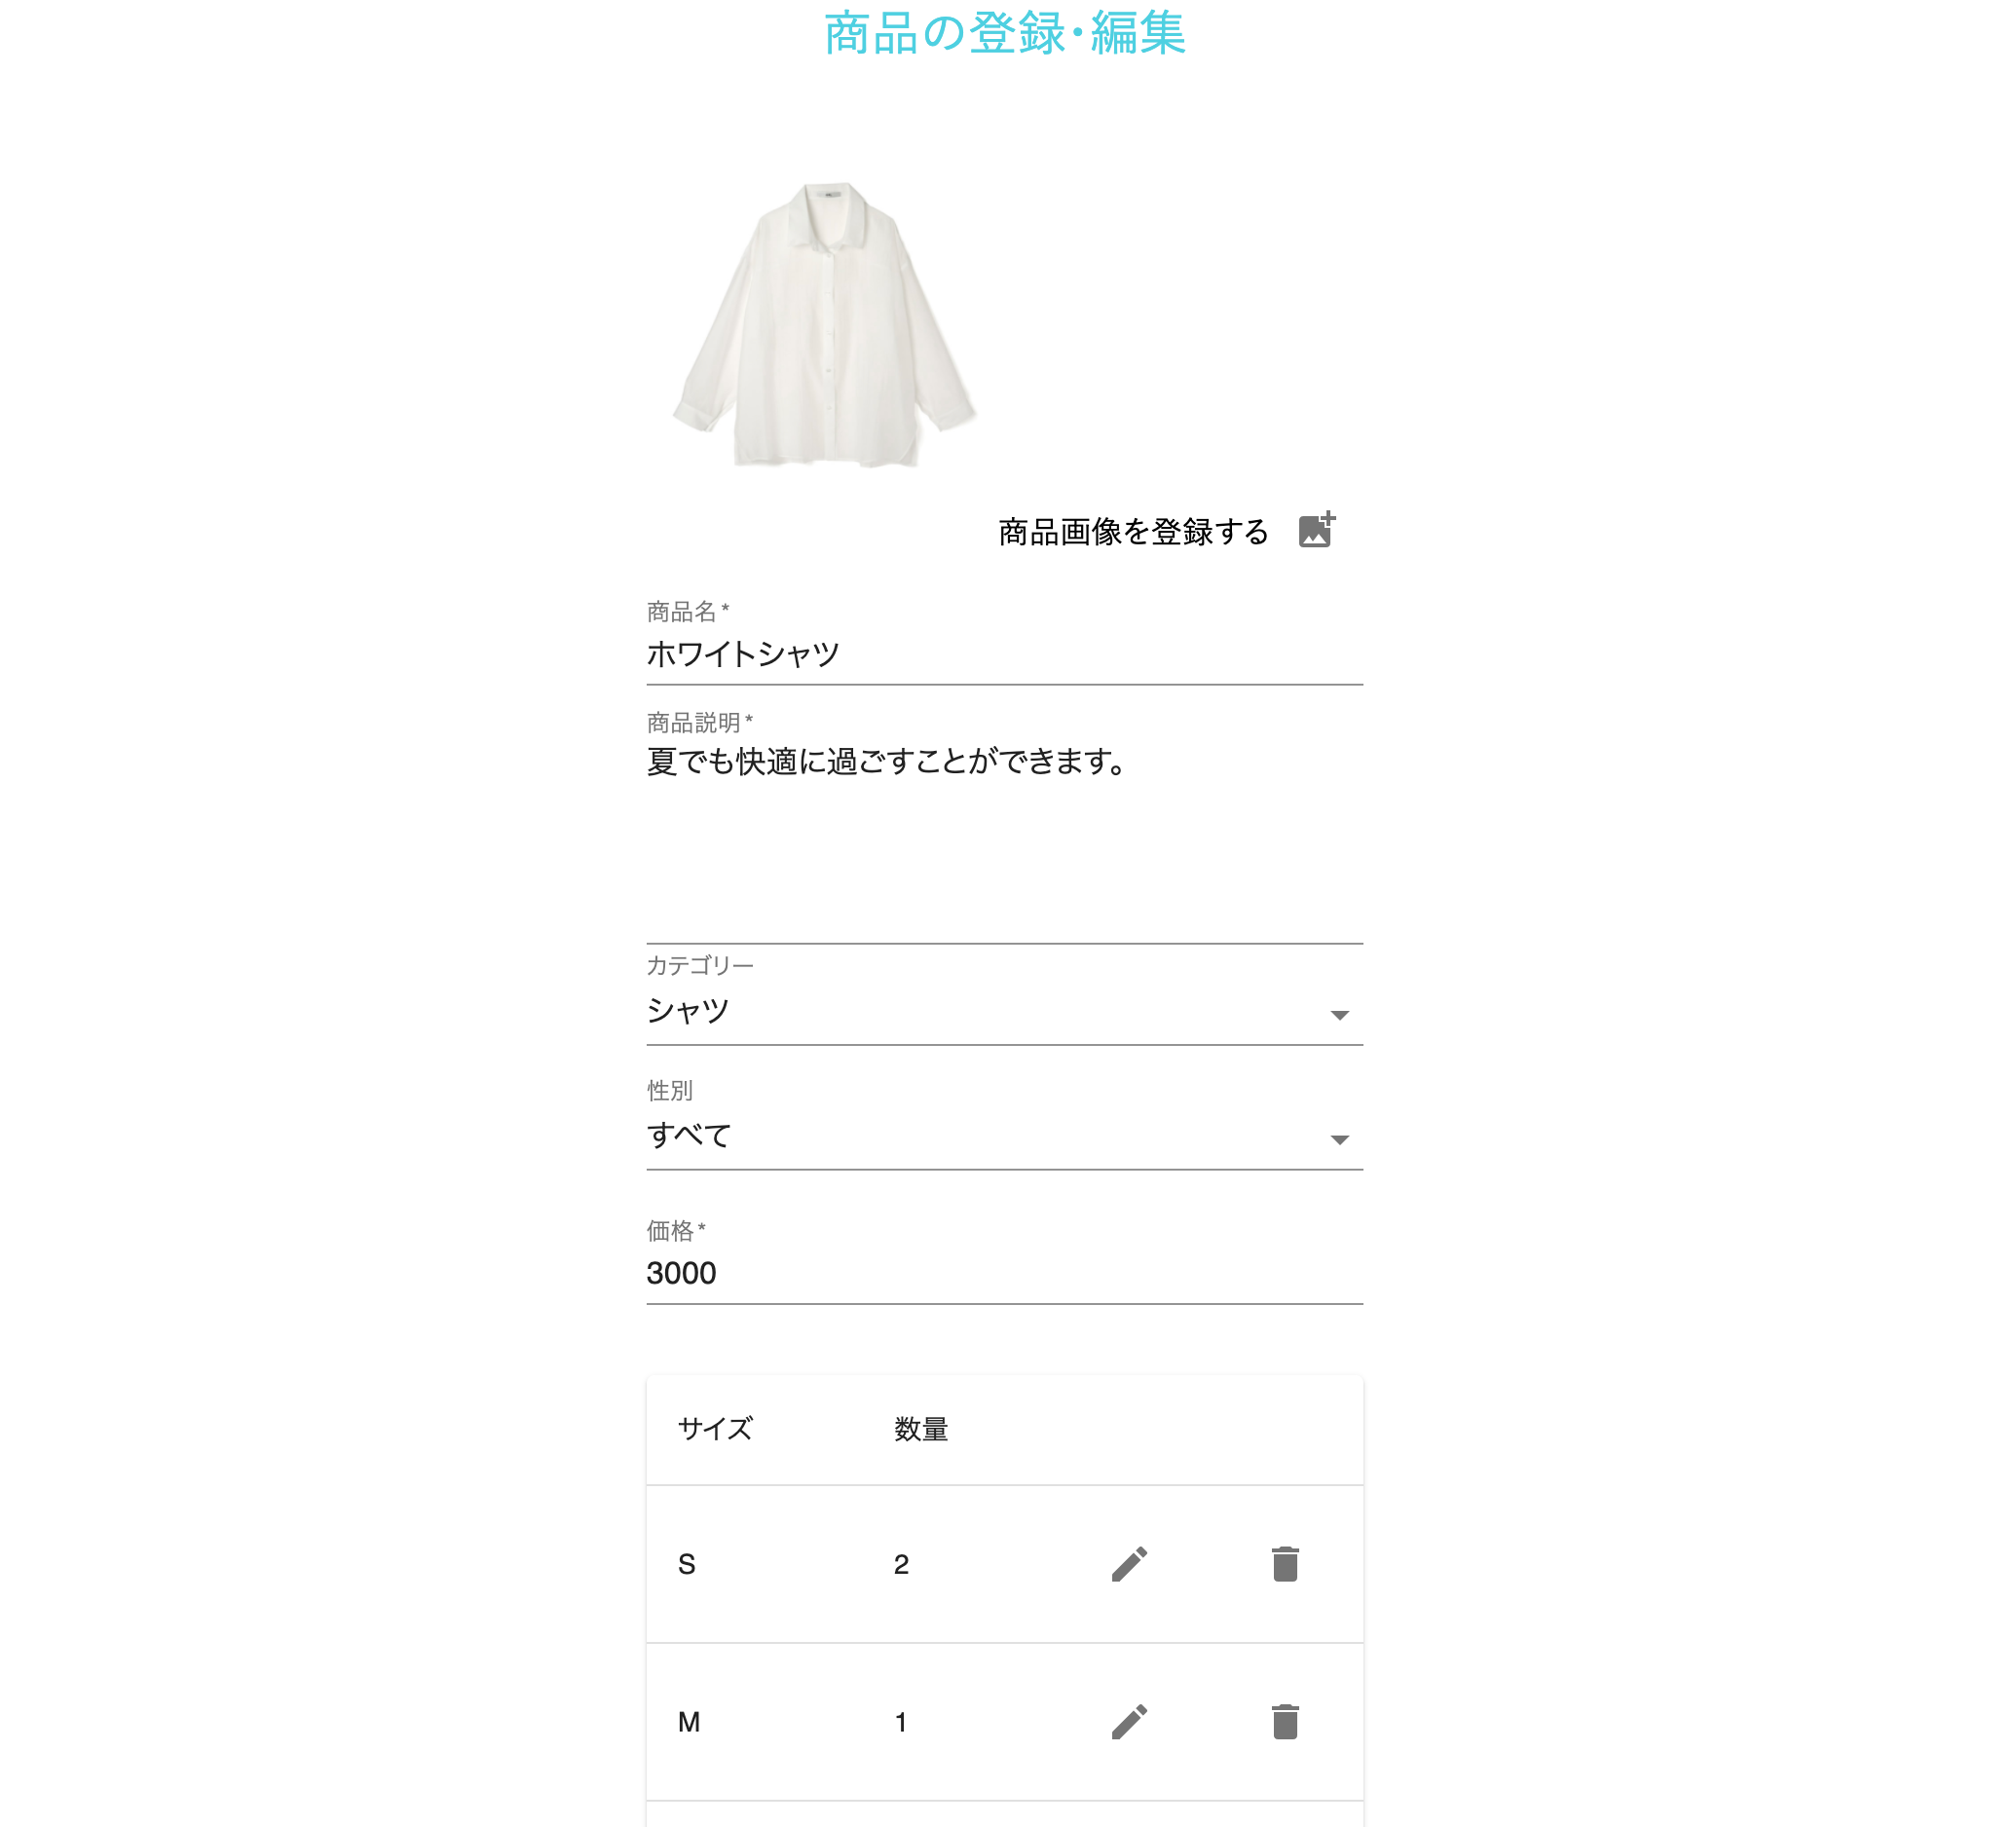 商品の登録･編集
商品画像を登録する
商品名 *
ホワイトシャツ
商品説明 *
夏でも快適に過ごすことができます。
カテゴリー
シャツ
性別
すべて
価格 *
3000
サイズ 数量
S 2
M 1